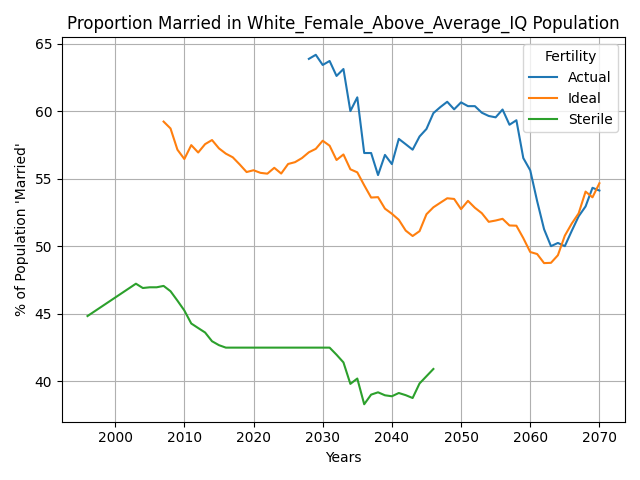 Proportion Married in White_Female_Above_Average_IQ Population
% of Population 'Married'
65
60
55
50
45
40
Fertility
Actual
Ideal
Sterile
2000 2010 2020 2030 2040 2050 2060 2070
Years